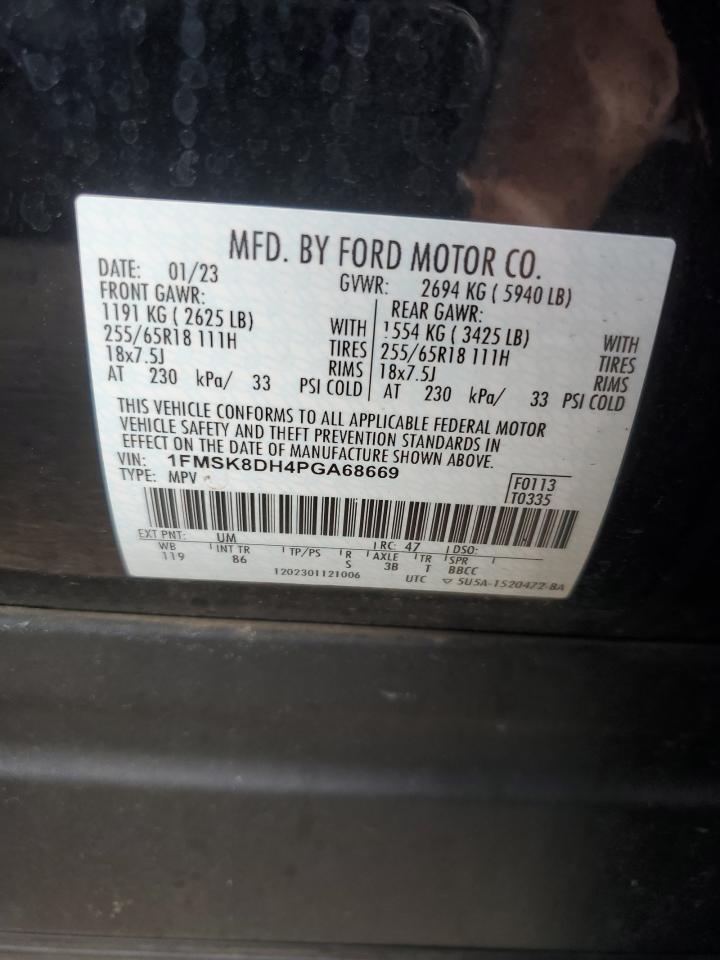 MFD. BY FORD MOTOR CO.
DATE: 01/23 GVWR: 2694 KG ( 5940 LB)
FRONT GAWR: REAR GAWR:
1191 KG ( 2625 LB) WITH 1554 KG ( 3425 LB) WITH
255/65R18 111H TIRES 255/65R18 111H TIRES
18x7.5J RIMS 18x7.5J RIMS
AT 230 kPa/ 33 PSI COLD AT 230 kPa/ 33 PSI COLD
THIS VEHICLE CONFORMS TO ALL APPLICABLE FEDERAL MOTOR
VEHICLE SAFETY AND THEFT PREVENTION STANDARDS IN
EFFECT ON THE DATE OF MANUFACTURE SHOWN ABOVE.
VIN: 1FMSK8DH4PGA68669
TYPE: MPV
F0113
T0335
EXT PNT: UM RC: 47 DSO:
WB INT TR TP/PS R AXLE TR SPR
119 86 S 3B T BBCC
1202301121006 UTC ▽ 5U5A-1520472-BA